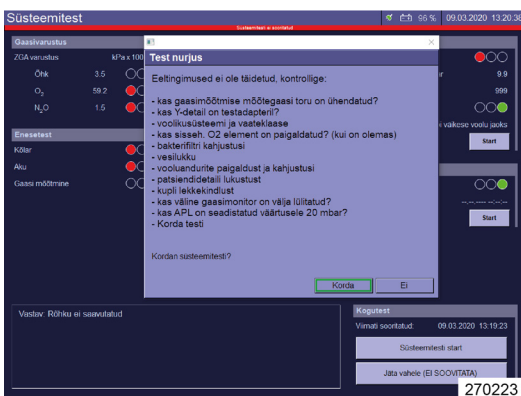 Süsteemitest
96 %
09.03.2020 13:20:38
Süsteemitest ei sooritatud
Gaasivarustus
ZGA varustus
kPa x 100
Õhk
3.5
O₂
59.2
N₂O
1.5
Enesetest
Kõlar
Aku
Gaasi mõõtmine
Test nurjus
Eeltingimused ei ole täidetud, kontrollige:
- kas gaasimõõtmise mõõtegaasi toru on ühendatud?
- kas Y-detail on testadapteril?
- voolikusüsteemi ja vaateklaase
- kas sisseh. O2 element on paigaldatud? (kui on olemas)
- bakterifiltri kahjustusi
- vesilukku
- vooluandurite paigaldust ja kahjustusi
- patsiendidetaili lukustust
- kupli lekkekindlust
- kas väline gaasimonitor on välja lülitatud?
- kas APL on seadistatud väärtusele 20 mbar?
- Korda testi
Kordan süsteemitesti?
Korda
Ei
9.9
999
väikese voolu jaoks
Start
--.--.---- --:--:--
Start
Vastav: Rõhku ei saavutatud
Kogutest
Viimati sooritatud:
09.03.2020 13:19:23
Süsteemitesti start
Jäta vahele (EI SOOVITATA)
270223